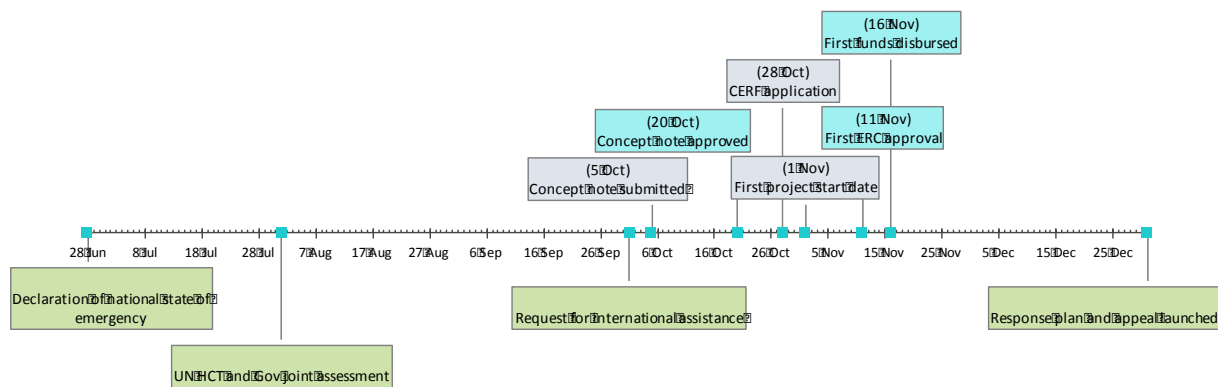 (16 Nov)
First funds disbursed
(28 Oct)
CERF application
(20 Oct)
Concept note approved
(11 Nov)
First ERC approval
(5 Oct)
Concept note submitted
(1 Nov)
First project start date
28 Jun
8 Jul
18 Jul
28 Jul
7 Aug
17 Aug
27 Aug
6 Sep
16 Sep
26 Sep
6 Oct
16 Oct
26 Oct
5 Nov
15 Nov
25 Nov
5 Dec
15 Dec
25 Dec
Declaration of national state of
emergency
Request for international assistance
Response plan and appeal launched
UN HCT and Gov joint assessment